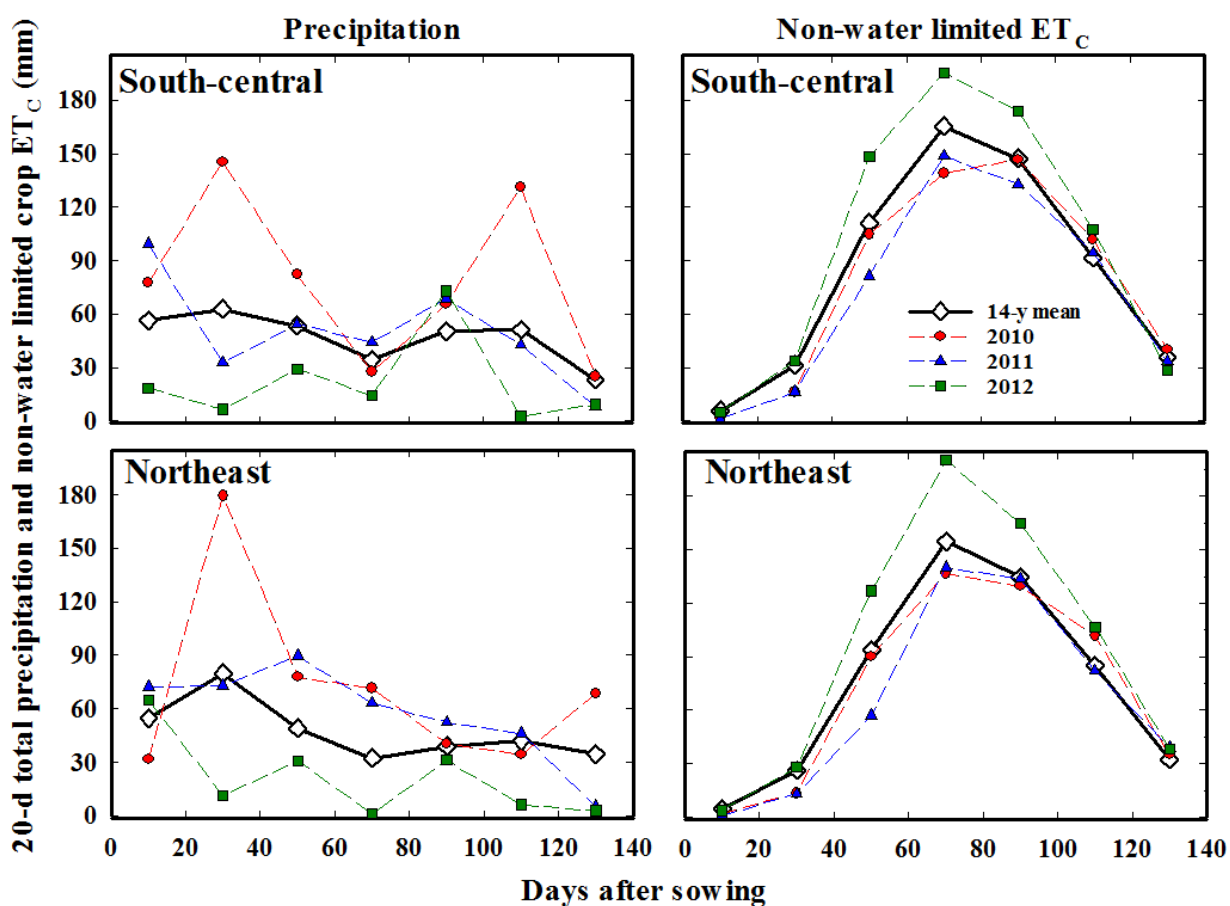 Precipitation
Non-water limited ET C
20-d total precipitation and non-water limited crop ET C (mm)
South-central
180
150
120
90
60
30
0
South-central
14-y mean
2010
2011
2012
Northeast
180
150
120
90
60
30
0
0 20 40 60 80 100 120 140
Northeast
0 20 40 60 80 100 120 140
Days after sowing